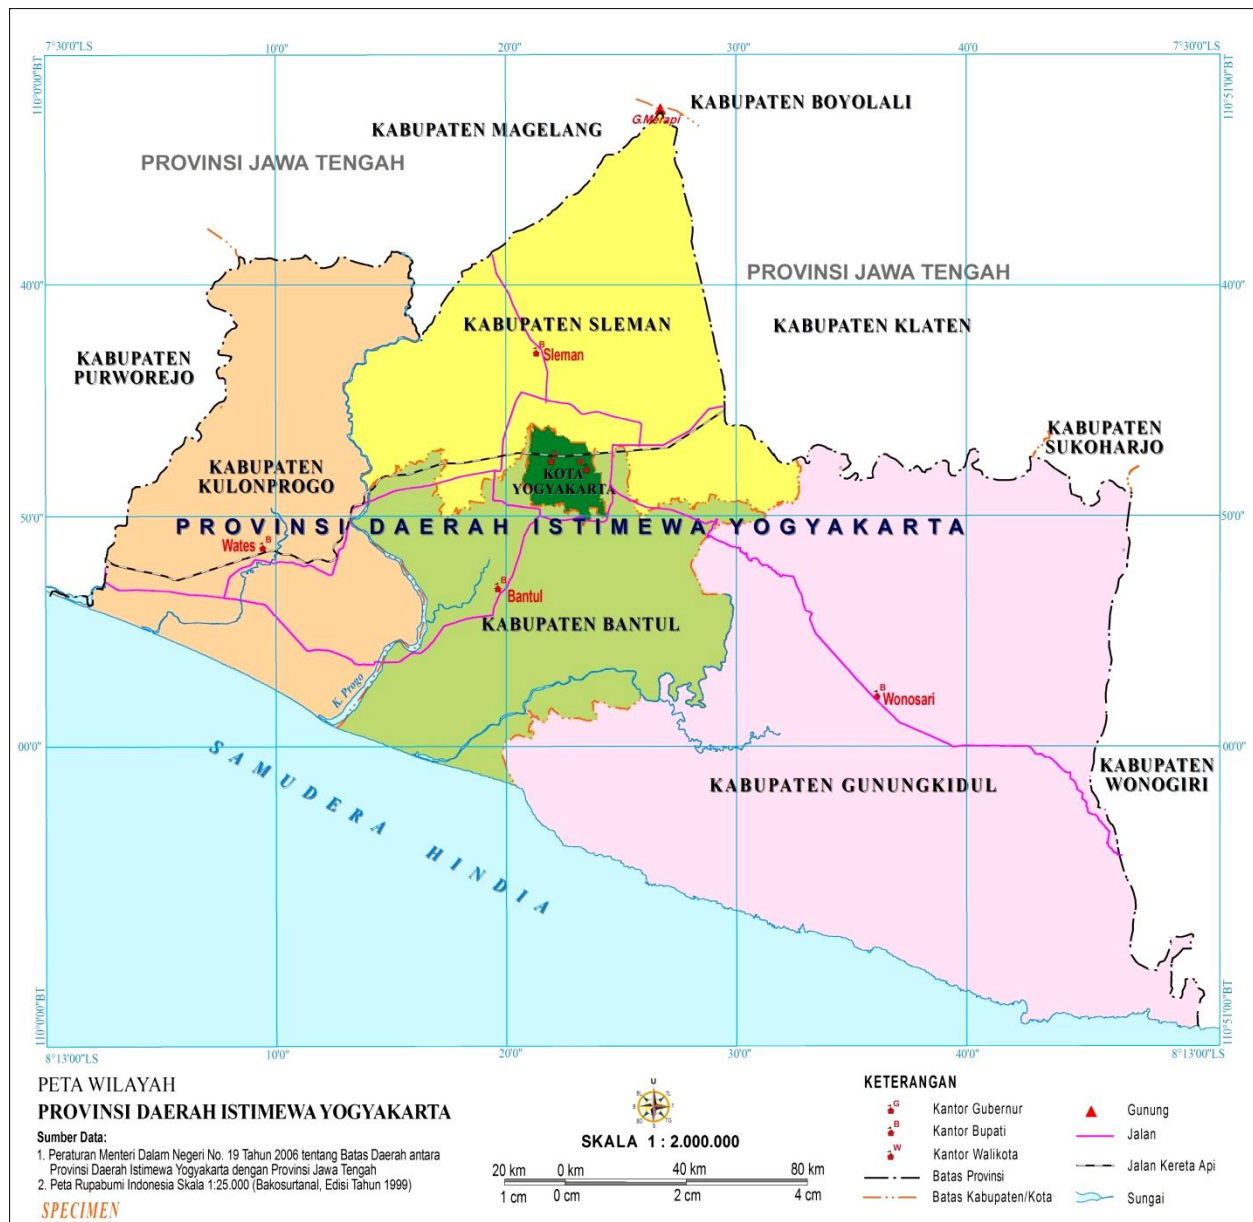 7°30'0"LS
10'0"
20'0"
30'0"
40'0
7°30'0"LS
110°0'00"BT
110°51'00"BT
KABUPATEN BOYOLALI
G.Merapi
KABUPATEN MAGELANG
PROVINSI JAWA TENGAH
PROVINSI JAWA TENGAH
40'0"
40'0"
KABUPATEN SLEMAN
KABUPATEN KLATEN
B
Sleman
KABUPATEN
PURWOREJO
KABUPATEN
SUKOHARJO
KABUPATEN
KULONPROGO
KOTA
YOGYAKARTA
50'0"
PROVINSI DAERAH ISTIMEWA YOGYAKARTA
50'0"
Wates
B
B
Bantul
KABUPATEN BANTUL
K. Progo
B
Wonosari
00'0"
00'0"
SAMUDERA HINDIA
KABUPATEN GUNUNGKIDUL
KABUPATEN
WONOGIRI
110°0'00"BT
110°51'00"BT
8°13'00"LS
10'0"
20'0"
30'0"
40'0"
8°13'00"LS
PETA WILAYAH
PROVINSI DAERAH ISTIMEWA YOGYAKARTA
Sumber Data:
1. Peraturan Menteri Dalam Negeri No. 19 Tahun 2006 tentang Batas Daerah antara
Provinsi Daerah Istimewa Yogyakarta dengan Provinsi Jawa Tengah
2. Peta Rupabumi Indonesia Skala 1:25.000 (Bakosurtanal, Edisi Tahun 1999)
SPECIMEN
U
SKALA 1 : 2.000.000
20 km 0 km 40 km 80 km
1 cm 0 cm 2 cm 4 cm
KETERANGAN
G Kantor Gubernur
B Kantor Bupati
W Kantor Walikota
Batas Provinsi
Batas Kabupaten/Kota
Gunung
Jalan
Jalan Kereta Api
Sungai